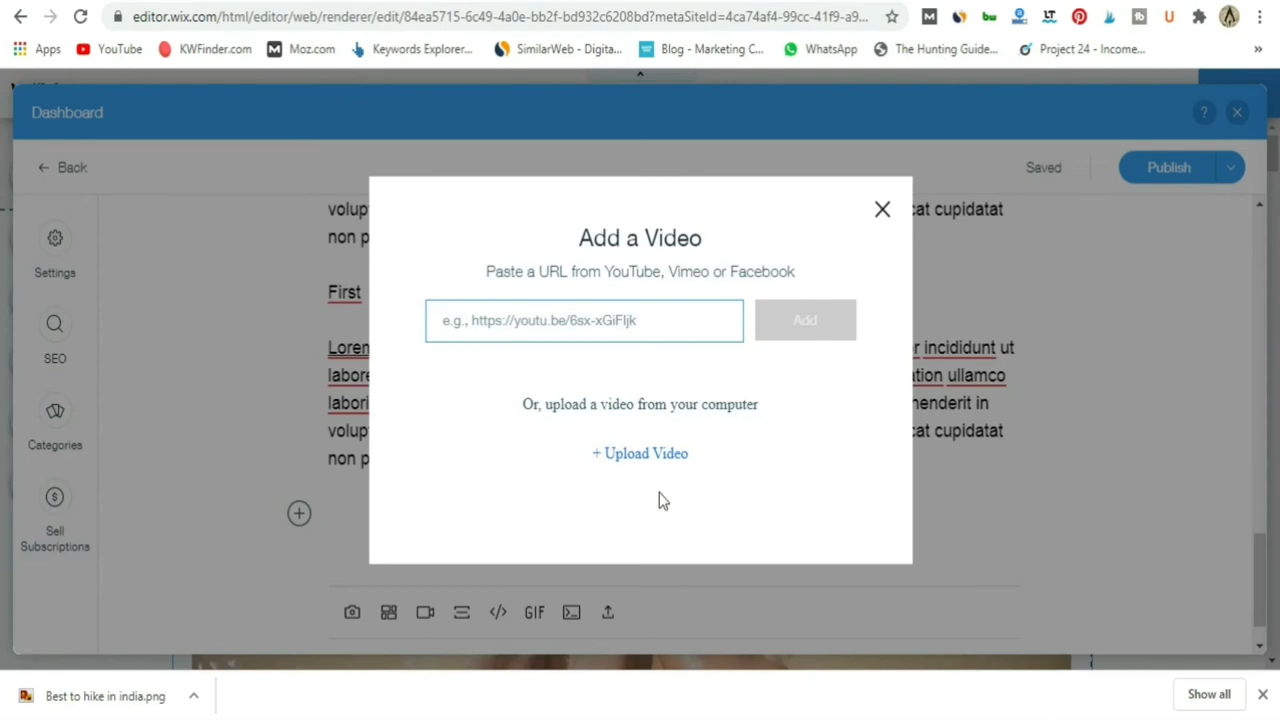 editor.wix.com/html/editor/web/renderer/edit/84ea5715-6c49-4a0e-bb2f-bd932c6208bd?metaSiteId=4ca74af4-99cc-41f9-a9...
Apps YouTube KWFinder.com Moz.com Keywords Explorer... SimilarWeb - Digita... Blog - Marketing C... WhatsApp The Hunting Guide... Project 24 - Income... »
Dashboard ?
Back Saved Publish
volup cat cupidatat
non p
Add a Video
Paste a URL from YouTube, Vimeo or Facebook
Settings
First
e.g., https://youtu.be/6sx-xGiFIjk Add
SEO
Lorem r incididunt ut
labore ation ullamco
Or, upload a video from your computer
labori henderit in
volup cat cupidatat
Categories
+ Upload Video
non p
Sell
Subscriptions
GIF
Best to hike in india.png Show all